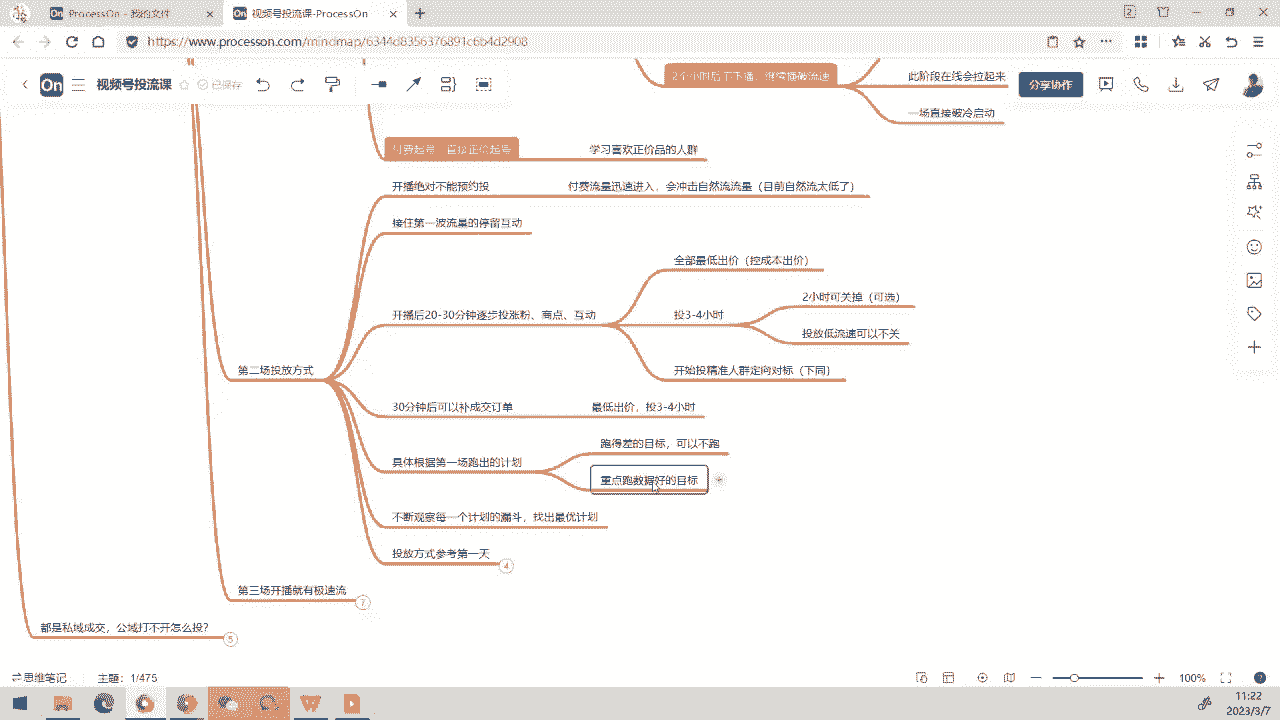 ProcessOn - 我的文件
视频号投流课-ProcessOn
2
https://www.processon.com/mindmap/6344d8356376891c6b4d2908
On
视频号投流课
已保存
分享协作
2个小时后下不播，继续播破流速
此阶段在线会拉起来
一场直接破冷启动
付费起号—直接正价起号
学习喜欢正价品的人群
开播绝对不能预约投
付费流量迅速进入，会冲击自然流流量（目前自然流太低了）
接住第一波流量的停留互动
全部最低出价（控成本出价）
2小时可关掉（可选）
开播后20-30分钟逐步投涨粉、商点、互动
投3-4小时
投放低流速可以不关
第二场投放方式
开始投精准人群定向对标（下同）
30分钟后可以补成交订单
最低出价，投3-4小时
跑得差的目标，可以不跑
具体根据第一场跑出的计划
重点跑数据好的目标
不断观察每一个计划的漏斗，找出最优计划
投放方式参考第一天
4
第三场开播就有极速流
7
都是私域成交，公域打不开怎么投？
5
思维笔记
主题：1/475
100%
11:22
2023/3/7